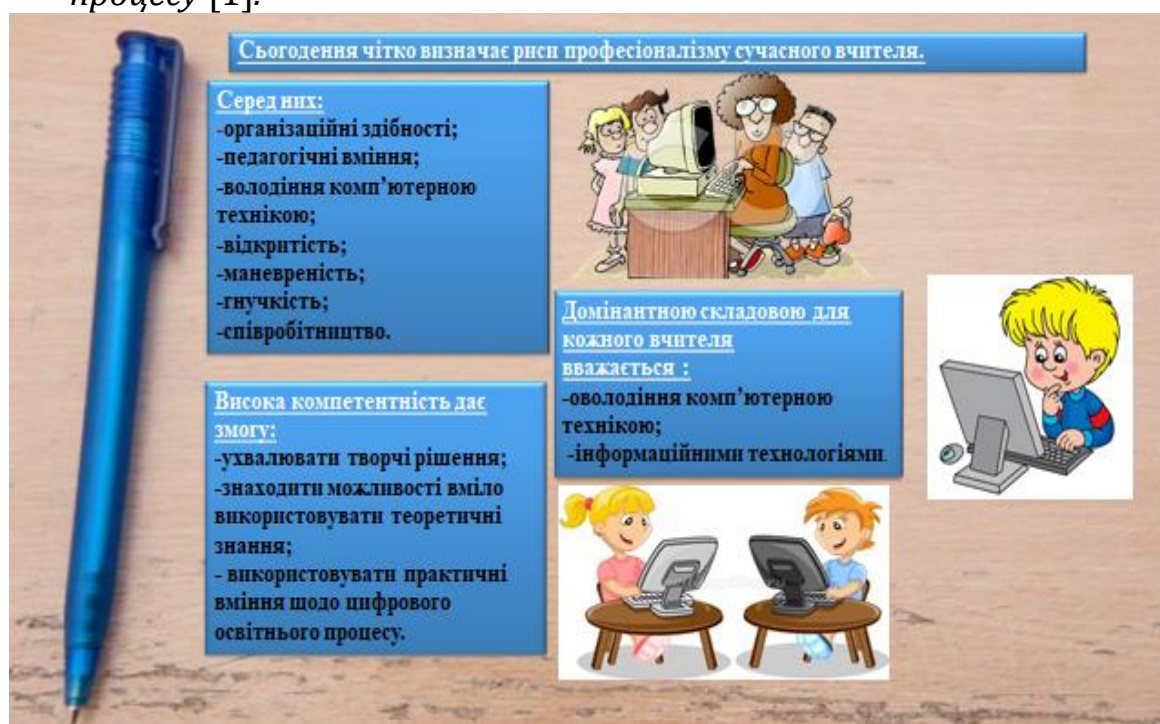 процесу [1].
Сьогодення чітко визначає риси професіоналізму сучасного вчителя.
Серед них:
-організаційні здібності;
-педагогічні вміння;
-володіння комп’ютерною
технікою;
-відкритість;
-маневреність;
-гнучкість;
-співробітництво.
Домінантною складовою для
кожного вчителя
вважається :
-оволодіння комп’ютерною
технікою;
-інформаційними технологіями.
Висока компетентність дає
змогу:
-ухвалювати творчі рішення;
-знаходити можливості вміло
використовувати теоретичні
знання;
- використовувати практичні
вміння щодо цифрового
освітнього процесу.